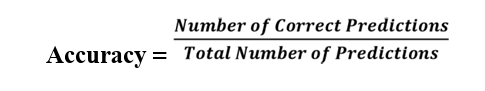 Number of Correct Predictions
Accuracy = Total Number of Predictions